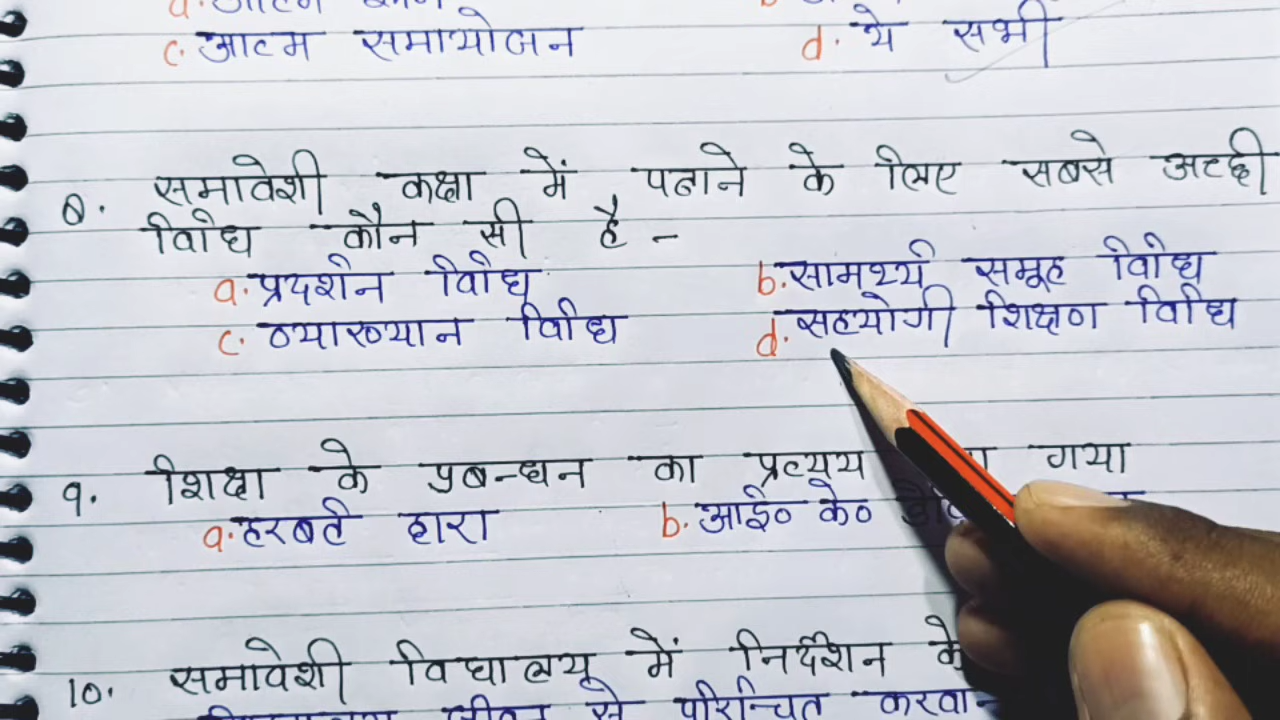 c. आत्म समायोजन d. ये सभी
8. समावेशी कक्षा में पढाने के लिए सबसे अच्छी
विधि कौन सी है -
a. प्रदर्शन विधि b. सामर्थ्य समूह विधि
c. व्याख्यान विधि d. सहयोगी शिक्षण विधि
9. शिक्षा के प्रबन्धन का प्रत्यय गया
a. हरबर्ट द्वारा b. आई० के०
10. समावेशी विद्यालय में निर्देशन के
जीवन से परिचित